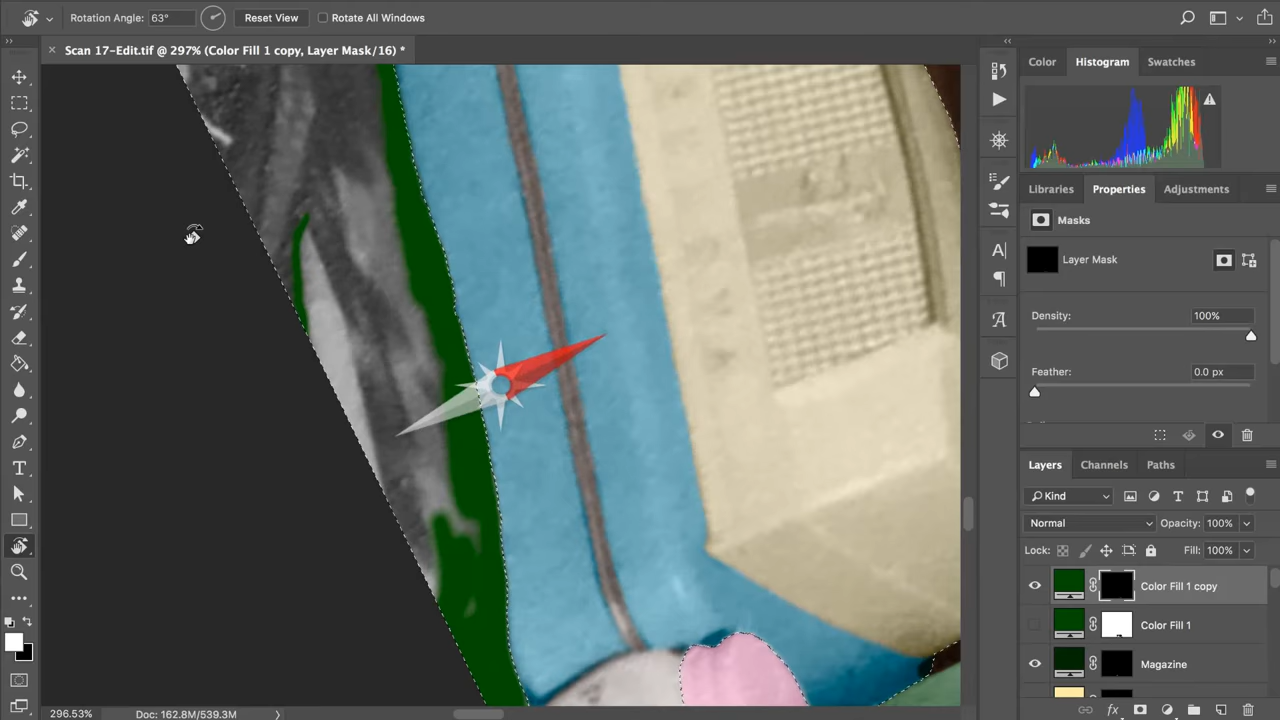 Rotation Angle: 63° Reset View Rotate All Windows
× Scan 17-Edit.tif @ 297% (Color Fill 1 copy, Layer Mask/16) *
Color Histogram Swatches
Libraries Properties Adjustments
Masks
Layer Mask
Density: 100%
Feather: 0.0 px
Layers Channels Paths
Kind
Normal Opacity: 100%
Lock: Fill: 100%
Color Fill 1 copy
Color Fill 1
Magazine
296.53% Doc: 162.8M/539.3M